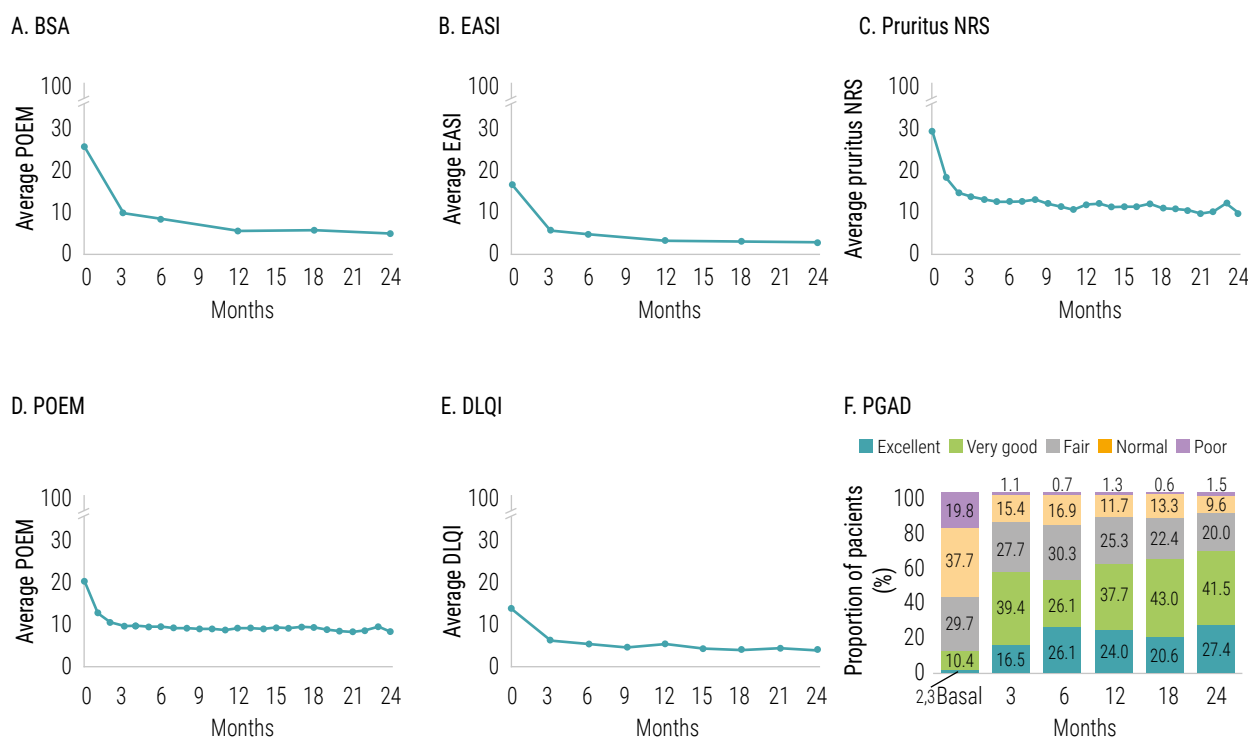 A. BSA
100
30
20
10
0
Average POEM
0 3 6 9 12 15 18 21 24
Months
B. EASI
100
30
20
10
0
Average EASI
0 3 6 9 12 15 18 21 24
Months
C. Pruritus NRS
100
30
20
10
0
Average pruritus NRS
0 3 6 9 12 15 18 21 24
Months
D. POEM
100
30
20
10
0
Average POEM
0 3 6 9 12 15 18 21 24
Months
E. DLQI
100
30
20
10
0
Average DLQI
0 3 6 9 12 15 18 21 24
Months
F. PGAD
Excellent Very good Fair Normal Poor
Proportion of pacients
(%)
100
80
60
40
20
0
1.1 0.7 1.3 0.6 1.5
19.8 15.4 16.9 11.7 13.3 9.6
37.7 27.7 30.3 25.3 22.4 20.0
29.7 39.4 26.1 37.7 43.0 41.5
10.4 16.5 26.1 24.0 20.6 27.4
2,3
Basal 3 6 12 18 24
Months